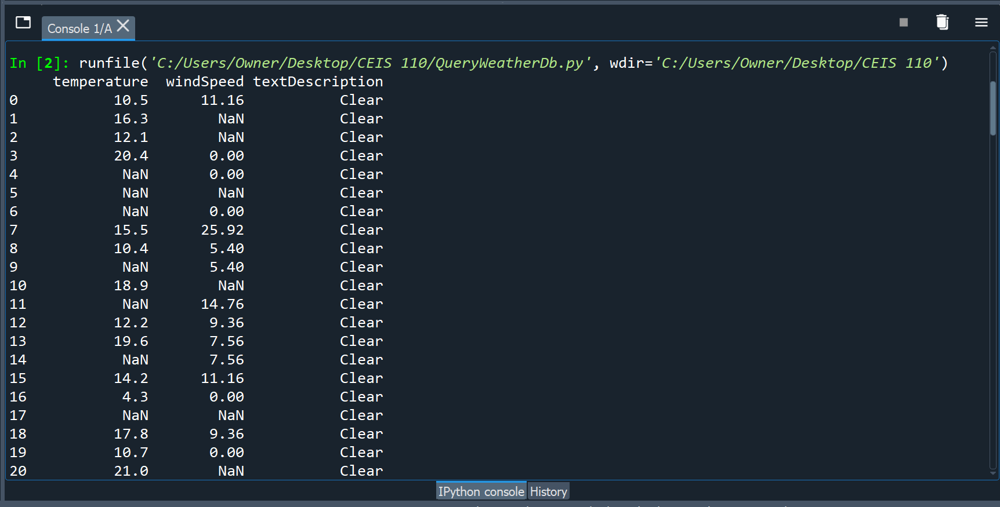 Console 1/A
In [2]: runfile('C:/Users/Owner/Desktop/CEIS 110/QueryWeatherDb.py', wdir='C:/Users/Owner/Desktop/CEIS 110')
temperature windSpeed textDescription
0 10.5 11.16 Clear
1 16.3 NaN Clear
2 12.1 NaN Clear
3 20.4 0.00 Clear
4 NaN 0.00 Clear
5 NaN NaN Clear
6 NaN 0.00 Clear
7 15.5 25.92 Clear
8 10.4 5.40 Clear
9 NaN 5.40 Clear
10 18.9 NaN Clear
11 NaN 14.76 Clear
12 12.2 9.36 Clear
13 19.6 7.56 Clear
14 NaN 7.56 Clear
15 14.2 11.16 Clear
16 4.3 0.00 Clear
17 NaN NaN Clear
18 17.8 9.36 Clear
19 10.7 0.00 Clear
20 21.0 NaN Clear
IPython console History